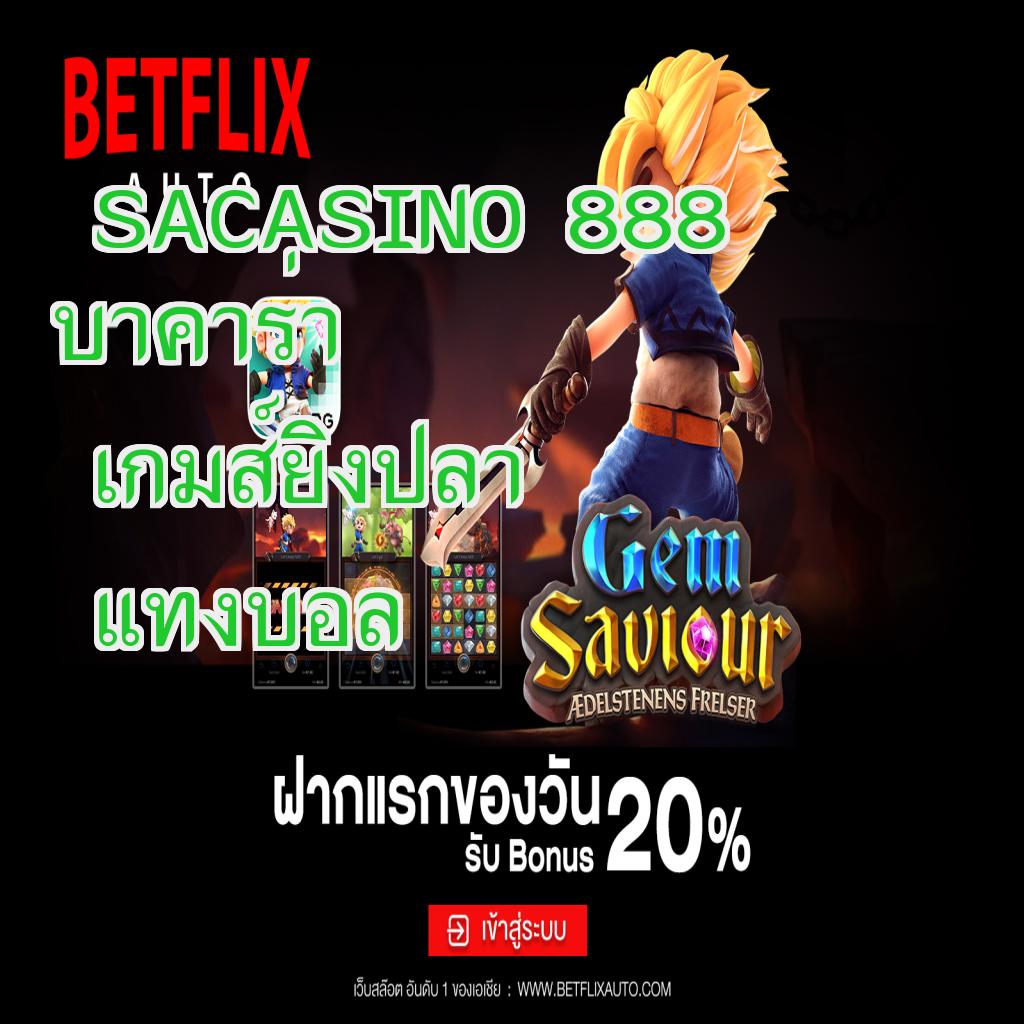 BETFLIX
AUTO
SACASINO 888
บาคาร่า
เกมส์ยิงปลา
แทงบอล
Gem
Saviour
ÆDELSTENENS FRELSER
ฝากแรกของวัน
รับ Bonus 20%
เข้าสู่ระบบ
เว็บสล๊อต อันดับ 1 ของเอเชีย : WWW.BETFLIXAUTO.COM